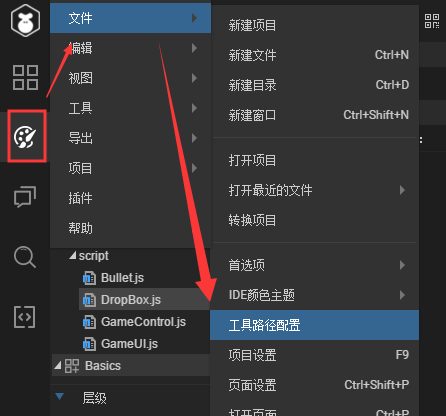 文件
编辑
视图
工具
导出
项目
插件
帮助
script
Bullet.js
DropBox.js
GameControl.js
GameUI.js
Basics
层级
新建项目
新建文件 Ctrl+N
新建目录 Ctrl+D
新建窗口 Ctrl+Shift+N
打开项目
打开最近的文件
转换项目
首选项
IDE颜色主题
工具路径配置
项目设置 F9
页面设置 Ctrl+Shift+P
打开页面 Ctrl+P